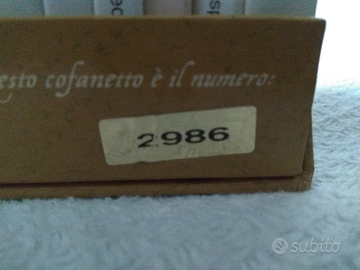 esto cofanetto è il numero:
2986
subito